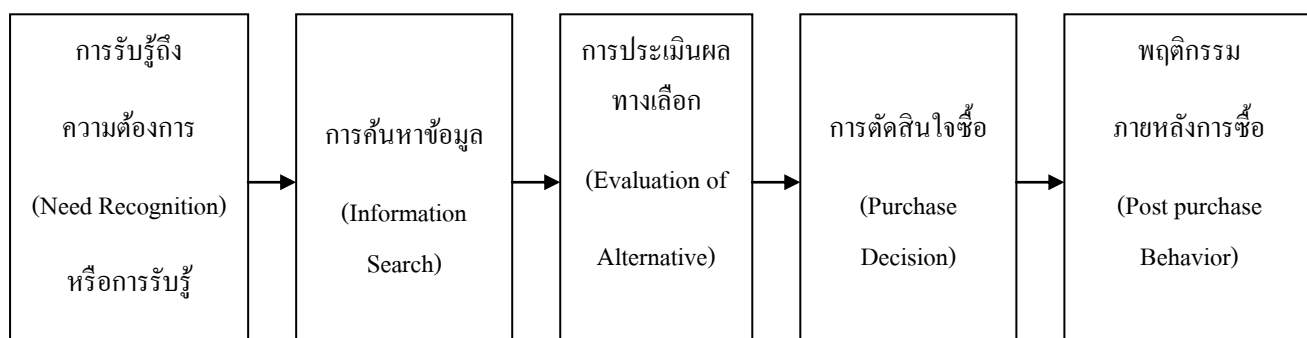 การรับรู้ถึง
ความต้องการ
(Need Recognition)
หรือการรับรู้
การค้นหาข้อมูล
(Information
Search)
การประเมินผล
ทางเลือก
(Evaluation of
Alternative)
การตัดสินใจซื้อ
(Purchase
Decision)
พฤติกรรม
ภายหลังการซื้อ
(Post purchase
Behavior)